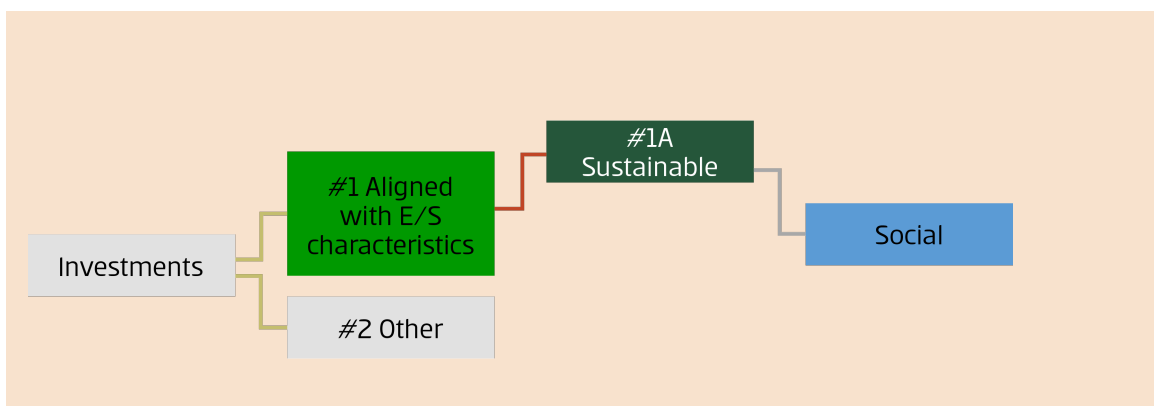 #1A
Sustainable
#1 Aligned
with E/S
characteristics
Social
Investments
#2 Other